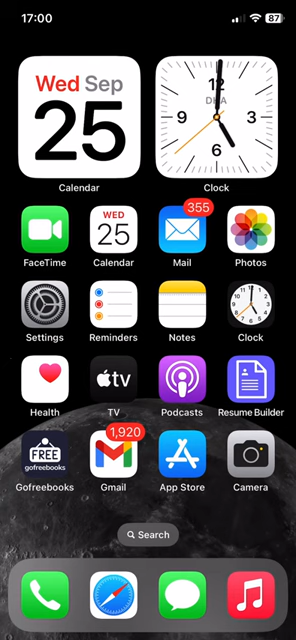 17:00
87
Wed Sep
25
12
DHA
9
3
6
Calendar
Clock
355
WED
25
FaceTime
Calendar
Mail
Photos
Settings
Reminders
Notes
Clock
tv
Health
TV
Podcasts
Resume Builder
1,920
FREE
gofreebooks
Gofreebooks
Gmail
App Store
Camera
Search